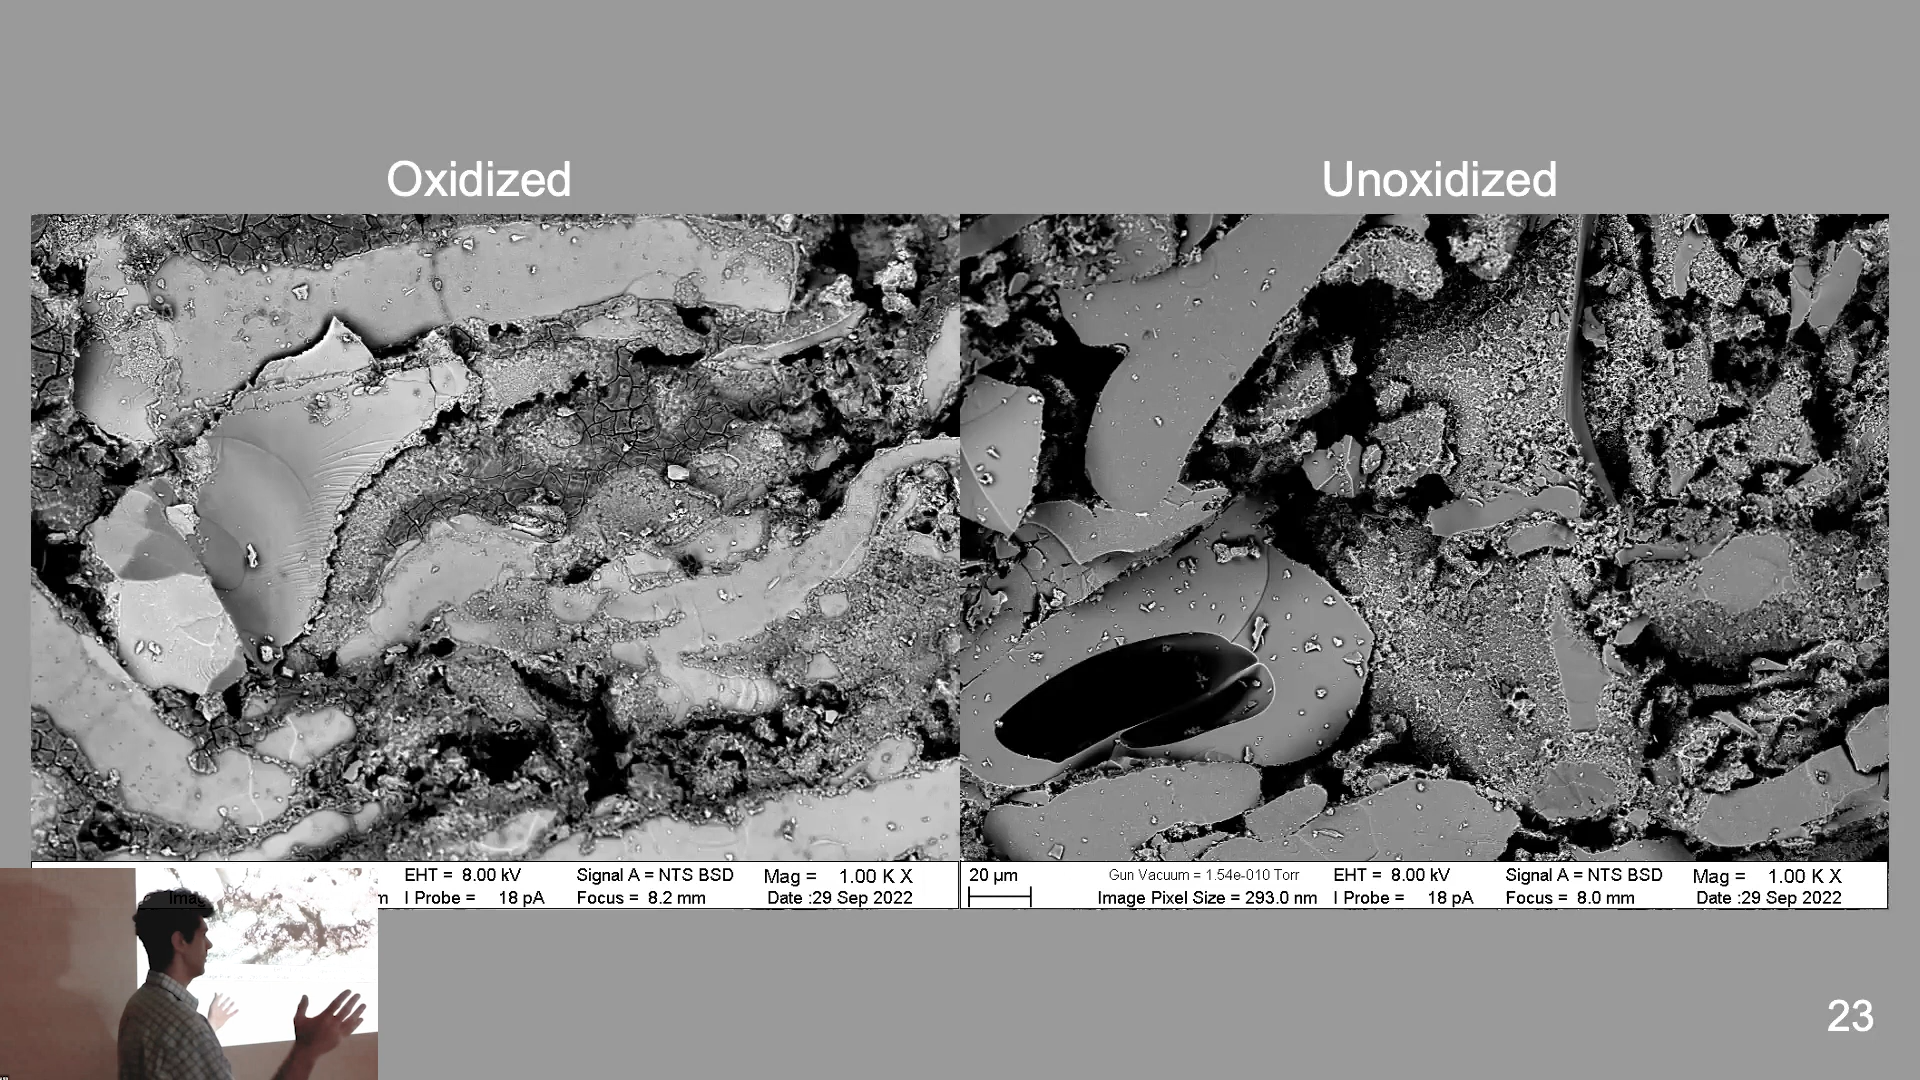 Oxidized
Unoxidized
EHT = 8.00 kV
Signal A = NTS BSD
Mag = 1.00 K X
m
I Probe = 18 pA
Focus = 8.2 mm
Date :29 Sep 2022
20 µm
Gun Vacuum = 1.54e-010 Torr
EHT = 8.00 kV
Signal A = NTS BSD
Mag = 1.00 K X
Image Pixel Size = 293.0 nm
I Probe = 18 pA
Focus = 8.0 mm
Date :29 Sep 2022
23